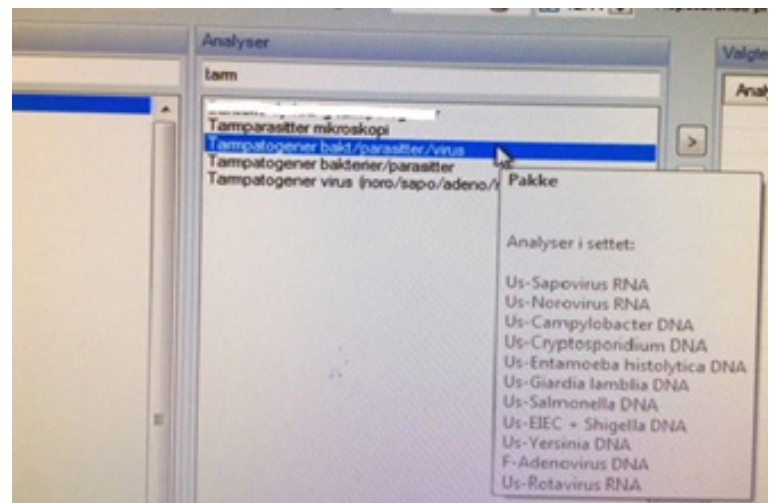 Analyser
Valgte
tarm
Analy
Tarmparasitter mikroskopi
Tarmpatogener bakt/parasitter/virus
Tarmpatogener bakterier/parasitter
Tarmpatogener virus (noro/sapo/adeno/
Pakke
Analyser i settet:
Us-Sapovirus RNA
Us-Norovirus RNA
Us-Campylobacter DNA
Us-Cryptosporidium DNA
Us-Entamoeba histolytica DNA
Us-Giardia lamblia DNA
Us-Salmonella DNA
Us-EIEC + Shigella DNA
Us-Yersinia DNA
F-Adenovirus DNA
Us-Rotavirus RNA